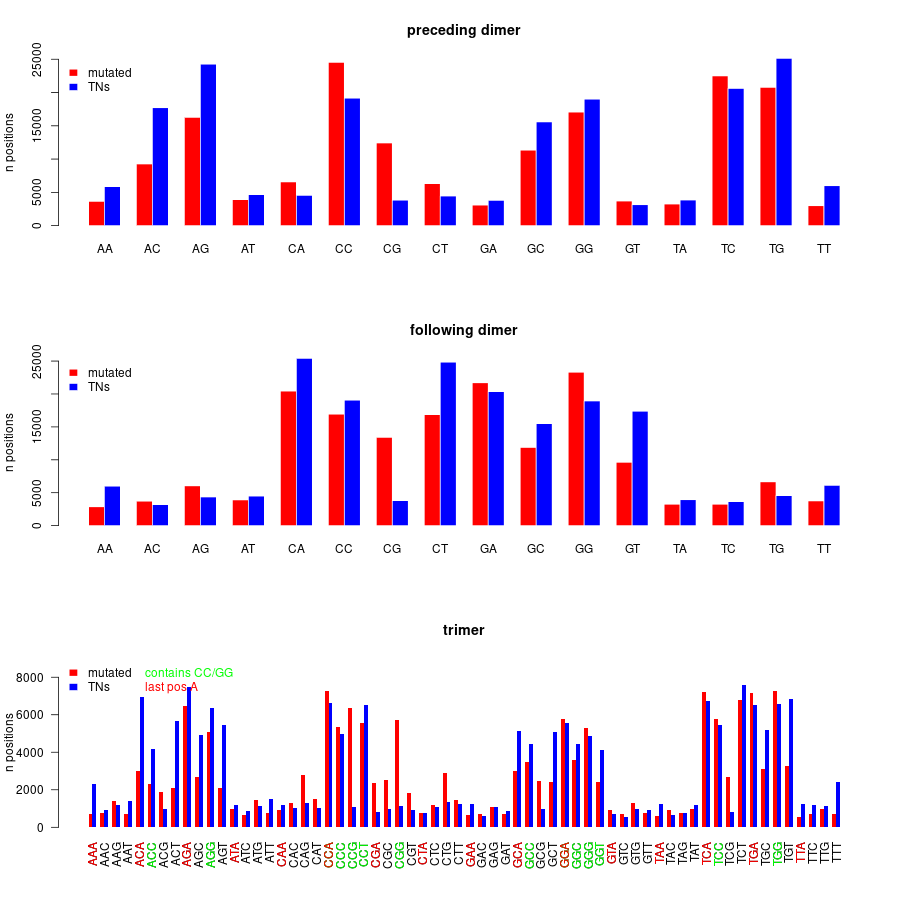 preceding dimer
n positions
0 5000 15000 25000
mutated
TNs
AA AC AG AT CA CC CG CT GA GC GG GT TA TC TG TT
following dimer
n positions
0 5000 15000 25000
mutated
TNs
AA AC AG AT CA CC CG CT GA GC GG GT TA TC TG TT
trimer
n positions
8000
6000
4000
2000
0
mutated contains CC/GG
TNs last pos A
AAA AAC AAG AAT ACA ACC ACG ACT AGA AGC AGG AGT ATA ATC ATG ATT CAA CAC CAG CAT CCA CCC CCG CCT CGA CGC CGG CGT CTA CTC CTG CTT GAA GAC GAG GAT GCA GCC GCG GCT GGA GGC GGG GGT GTA GTC GTG GTT TAA TAC TAG TAT TCA TCC TCG TCT TGA TGC TGG TGT TTA TTC TTG TTT